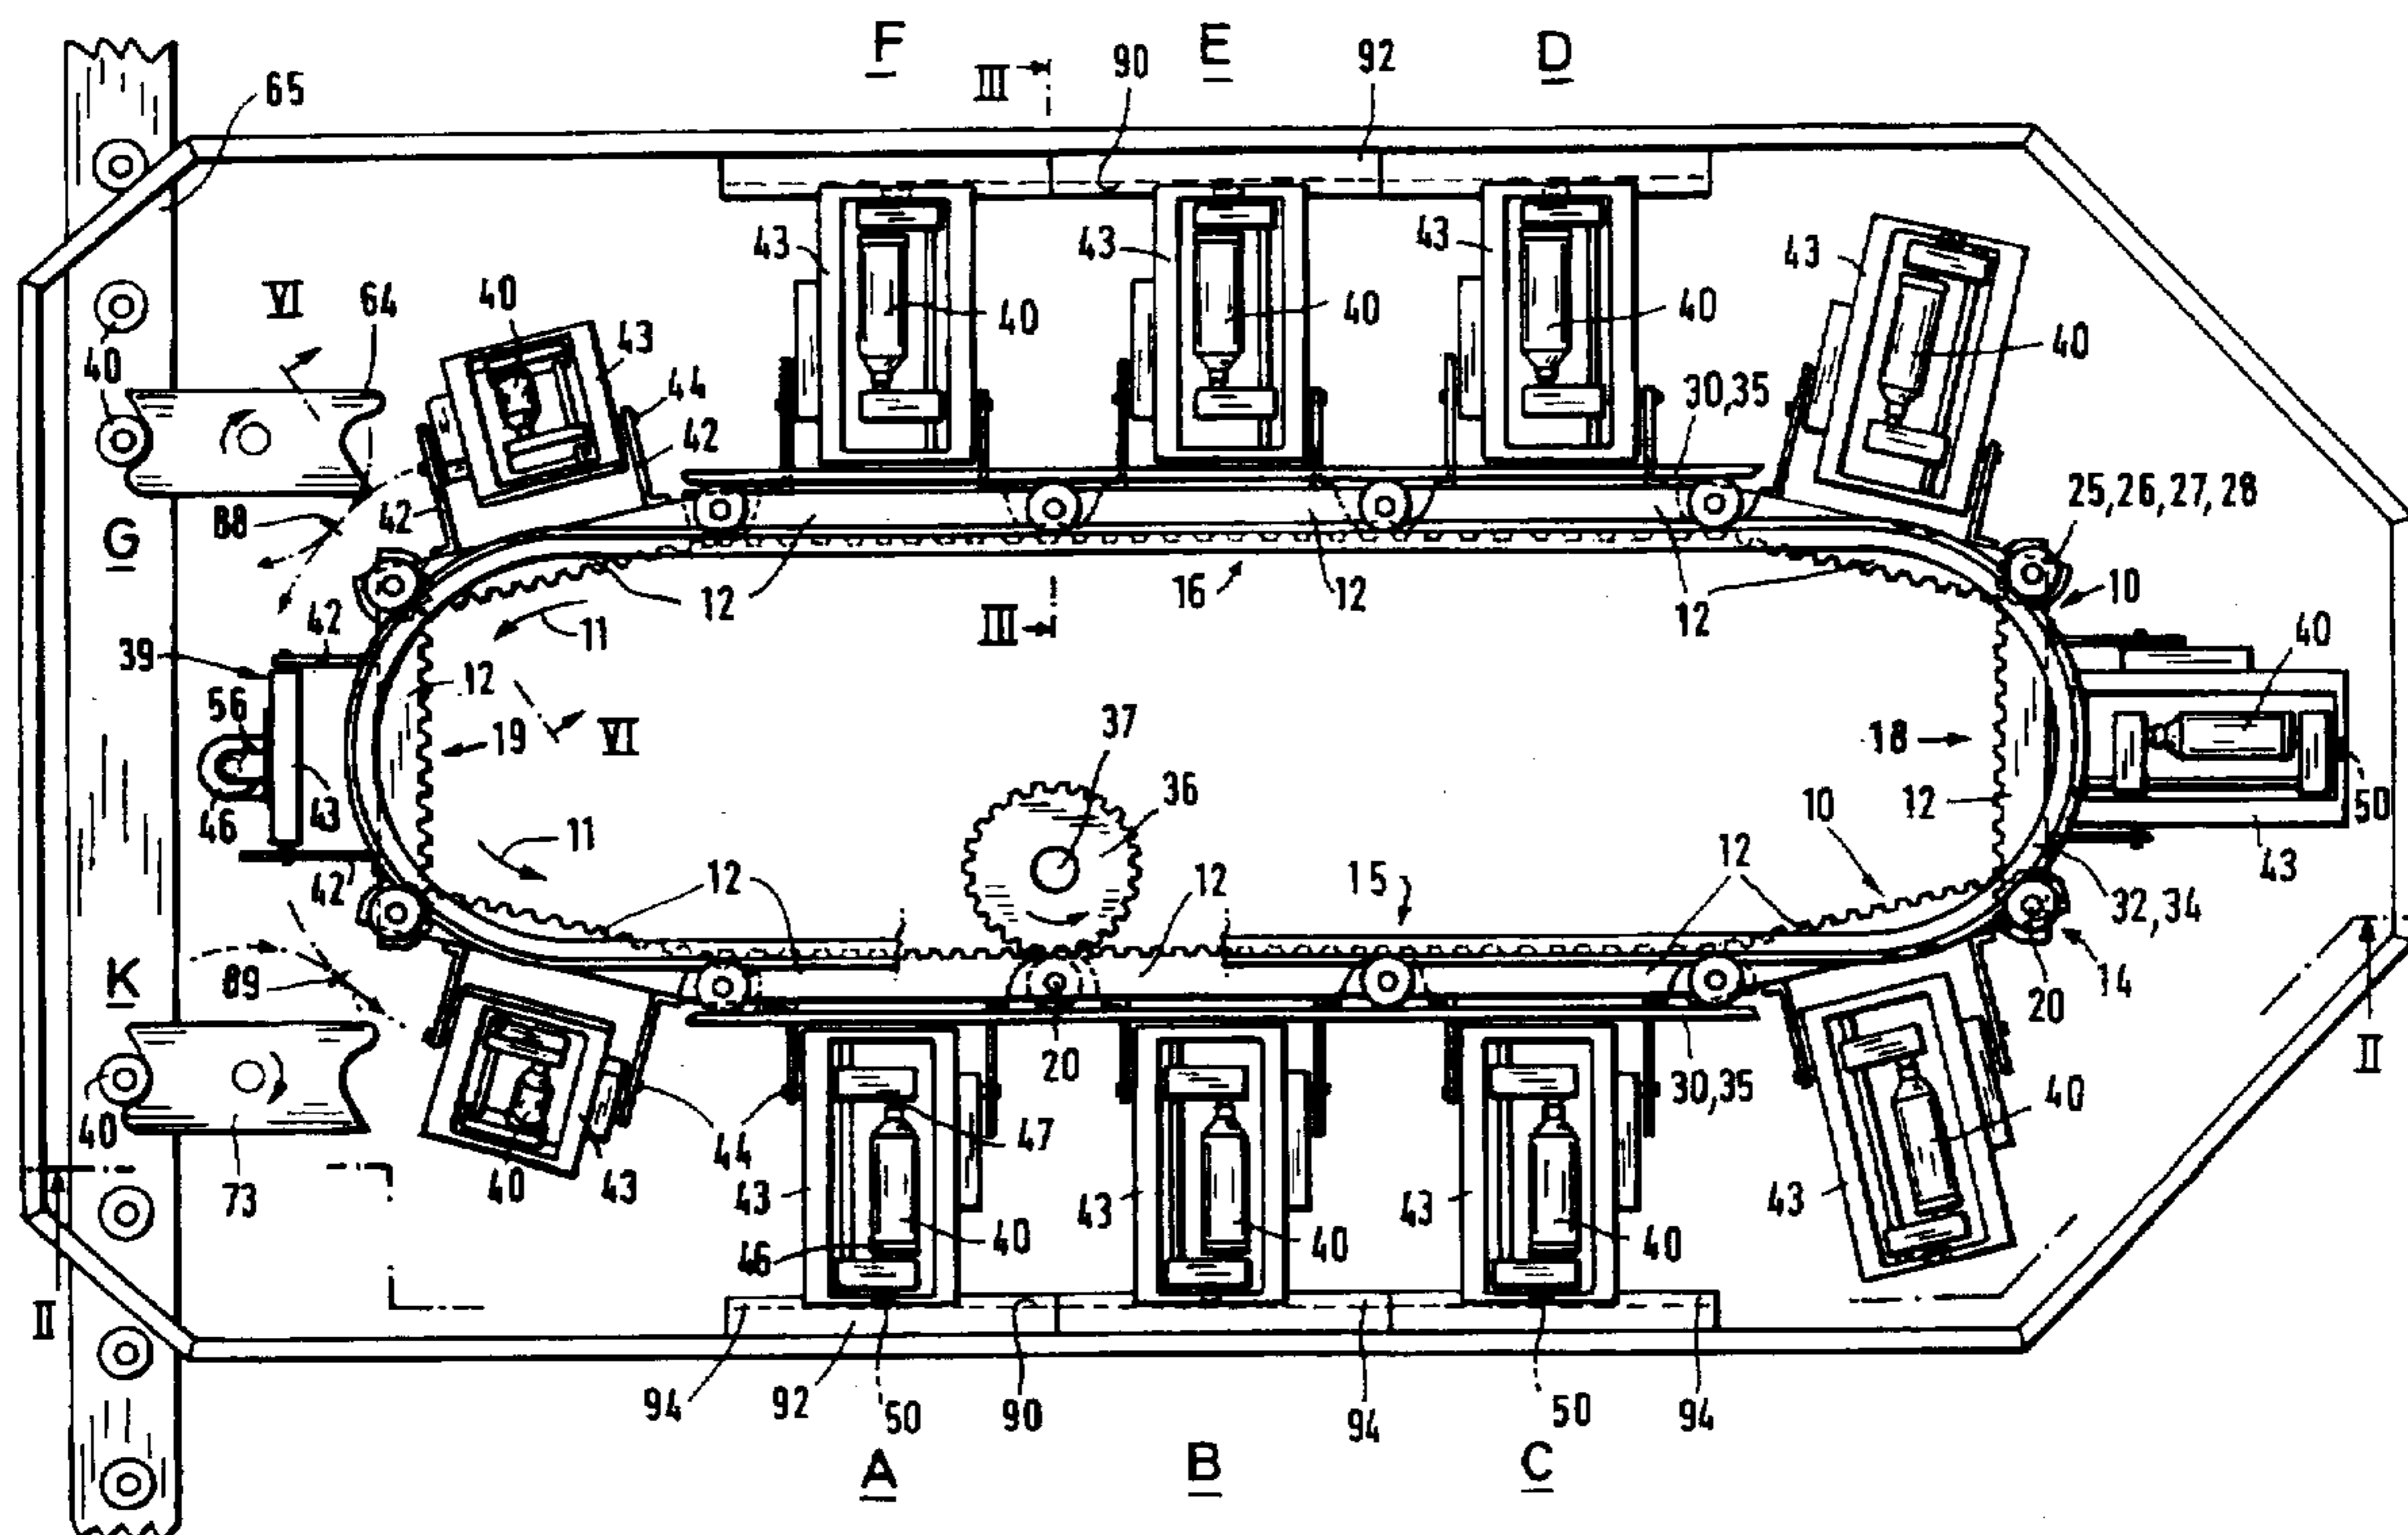 F E D
III 90 92
65
43 43 43 43
VI 64 40 43
40 40 40 40 40
40 44 42 30,35
G 88 42 25,26,27,28
12 16 12 12 10
11 III
39 42 12 40
56 19 VI 37 18
46 43 36 12 50
11 10 43
42 12 12 15 12 32,34
K 89 20 14
20 II
40 73 40 43 44 47 30,35 40
43 43 43 43
46 40 40 40
II
94 92 50 90 94 50 94
A B C